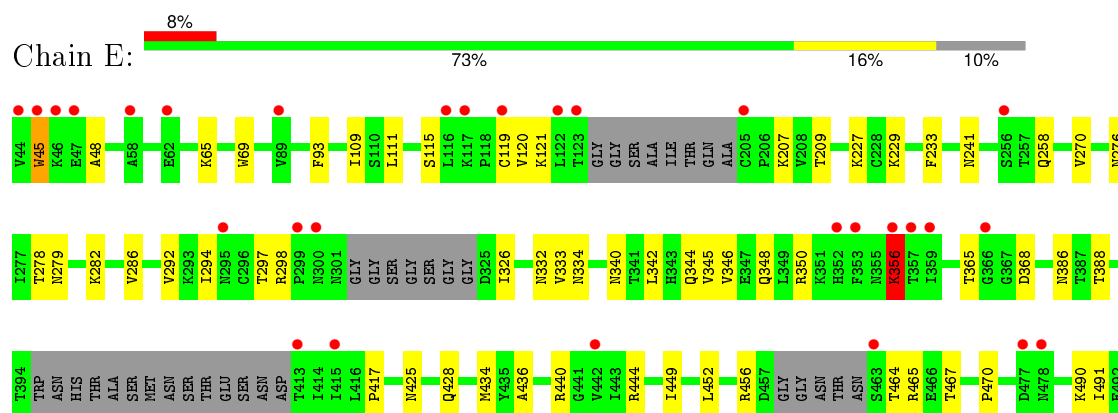 8%
Chain E:
73% 16% 10%
V44 W45 K46 E47 A48 A58 E62 K65 W69 V89 F93 I109 S110 L111 S115 L116 K117 P118 C119 V120 K121 L122 T123 GLY GLY SER ALA ILE THR GLN ALA C205 P206 K207 V208 T209 K227 C228 K229 F233 N241 S256 T257 Q258 V270 N276
I277 T278 N279 K282 V286 V292 K293 I294 N295 C296 T297 R298 P299 N300 N301 GLY GLY SER GLY SER GLY GLY D325 I326 N332 V333 N334 N340 T341 L342 H343 Q344 V345 V346 E347 Q348 L349 R350 K351 H352 F353 N355 K356 T357 I359 T365 G366 G367 D368 N386 T387 T388
T394 TRP ASN HIS THR ALA SER MET ASN SER SER THR GLU SER ASN ASP T413 I414 I415 L416 P417 N425 Q428 M434 Y435 A436 R440 G441 V442 I443 R444 I449 L452 R456 D457 GLY GLY ASN THR ASN S463 T464 R465 E466 T467 P470 D477 N478 K490 I491